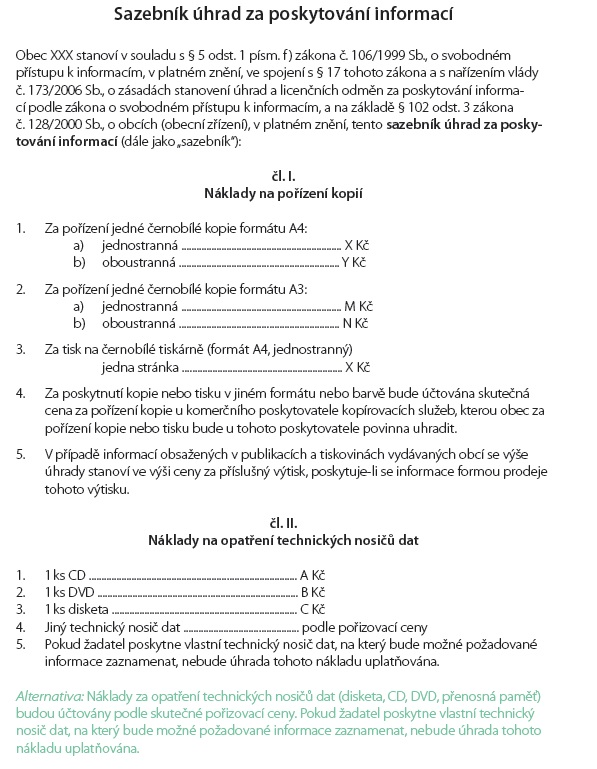 Sazebník úhrad za poskytování informací
Obec XXX stanoví v souladu s § 5 odst. 1 písm. f) zákona č. 106/1999 Sb., o svobodném
přístupu k informacím, v platném znění, ve spojení s § 17 tohoto zákona a s nařízením vlády
č. 173/2006 Sb., o zásadách stanovení úhrad a licenčních odměn za poskytování informa-
cí podle zákona o svobodném přístupu k informacím, a na základě § 102 odst. 3 zákona
č. 128/2000 Sb., o obcích (obecní zřízení), v platném znění, tento sazebník úhrad za posky-
tování informací (dále jako „sazebník“):
čl. I.
Náklady na pořízení kopií
1. Za pořízení jedné černobílé kopie formátu A4:
a) jednostranná ........................................................ X Kč
b) oboustranná ........................................................ Y Kč
2. Za pořízení jedné černobílé kopie formátu A3:
a) jednostranná ........................................................ M Kč
b) oboustranná ........................................................ N Kč
3. Za tisk na černobílé tiskárně (formát A4, jednostranný)
jedna stránka ........................................................ X Kč
4. Za poskytnutí kopie nebo tisku v jiném formátu nebo barvě bude účtována skutečná
cena za pořízení kopie u komerčního poskytovatele kopírovacích služeb, kterou obec za
pořízení kopie nebo tisku bude u tohoto poskytovatele povinna uhradit.
5. V případě informací obsažených v publikacích a tiskovinách vydávaných obcí se výše
úhrady stanoví ve výši ceny za příslušný výtisk, poskytuje-li se informace formou prodeje
tohoto výtisku.
čl. II.
Náklady na opatření technických nosičů dat
1. 1 ks CD ........................................................ A Kč
2. 1 ks DVD ........................................................ B Kč
3. 1 ks disketa ........................................................ C Kč
4. Jiný technický nosič dat ........................................ podle pořizovací ceny
5. Pokud žadatel poskytne vlastní technický nosič dat, na který bude možné požadované
informace zaznamenat, nebude úhrada tohoto nákladu uplatňována.
Alternativa: Náklady za opatření technických nosičů dat (disketa, CD, DVD, přenosná paměť)
budou účtovány podle skutečné pořizovací ceny. Pokud žadatel poskytne vlastní technický
nosič dat, na který bude možné požadované informace zaznamenat, nebude úhrada tohoto
nákladu uplatňována.